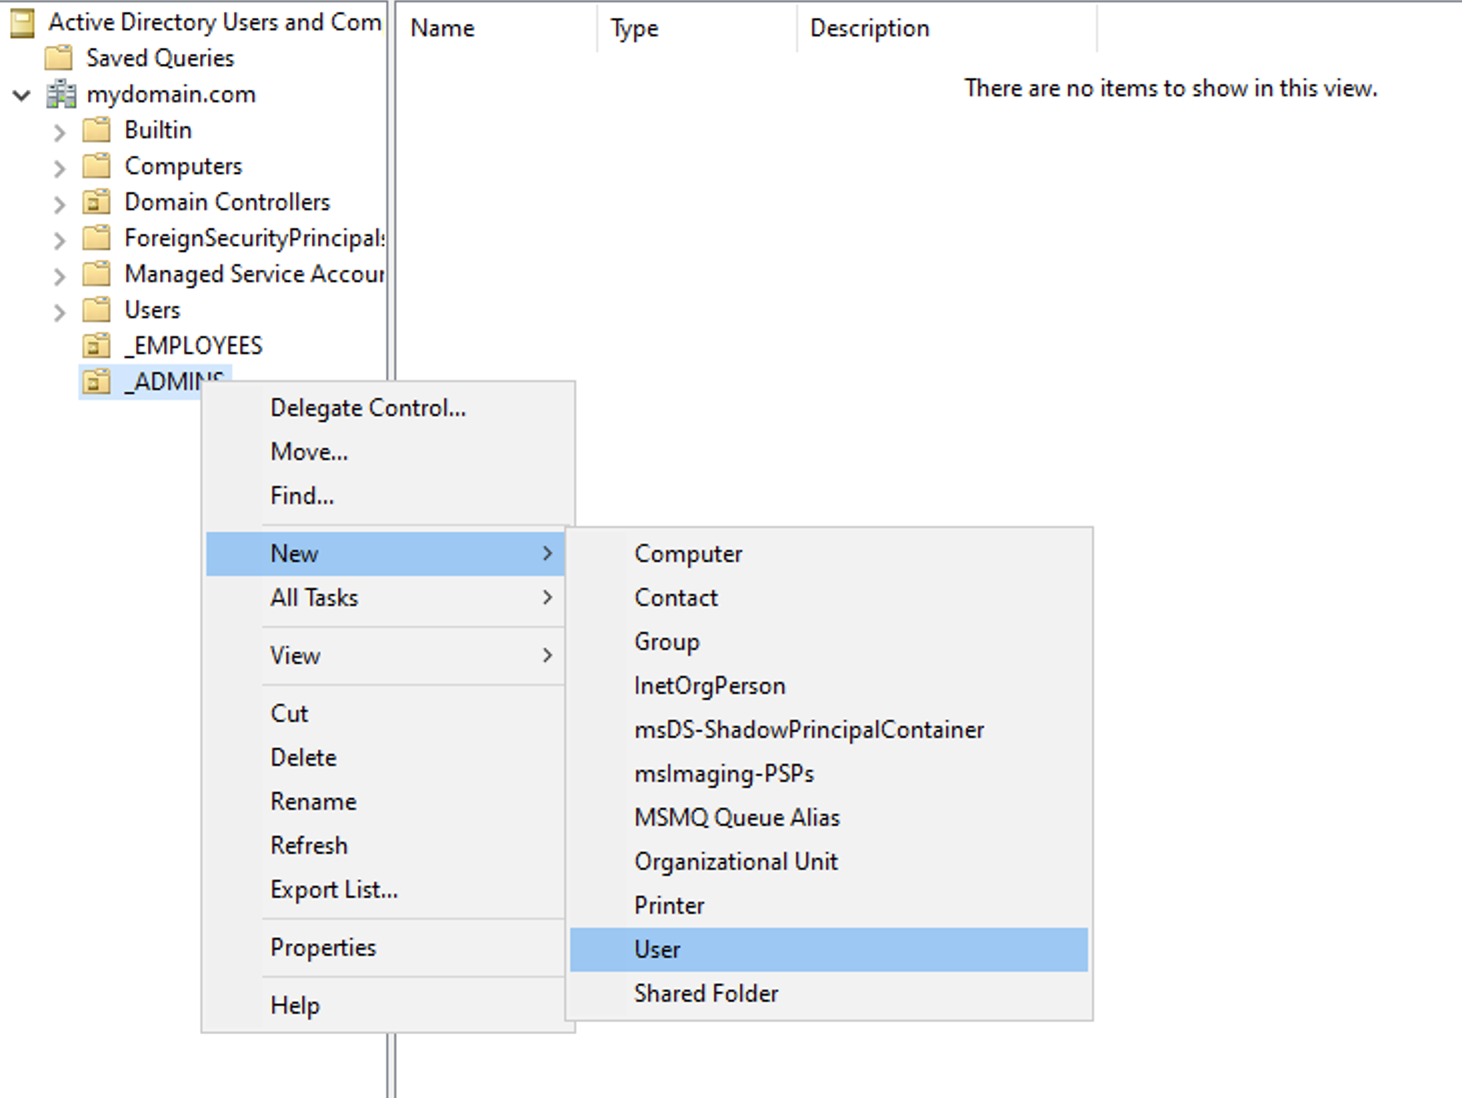 Active Directory Users and Com
Saved Queries
mydomain.com
Builtin
Computers
Domain Controllers
ForeignSecurityPrincipals
Managed Service Accour
Users
_EMPLOYEES
_ADMINS
Name Type Description
There are no items to show in this view.
Delegate Control...
Move...
Find...
New
All Tasks
View
Cut
Delete
Rename
Refresh
Export List...
Properties
Help
Computer
Contact
Group
InetOrgPerson
msDS-ShadowPrincipalContainer
msImaging-PSPs
MSMQ Queue Alias
Organizational Unit
Printer
User
Shared Folder